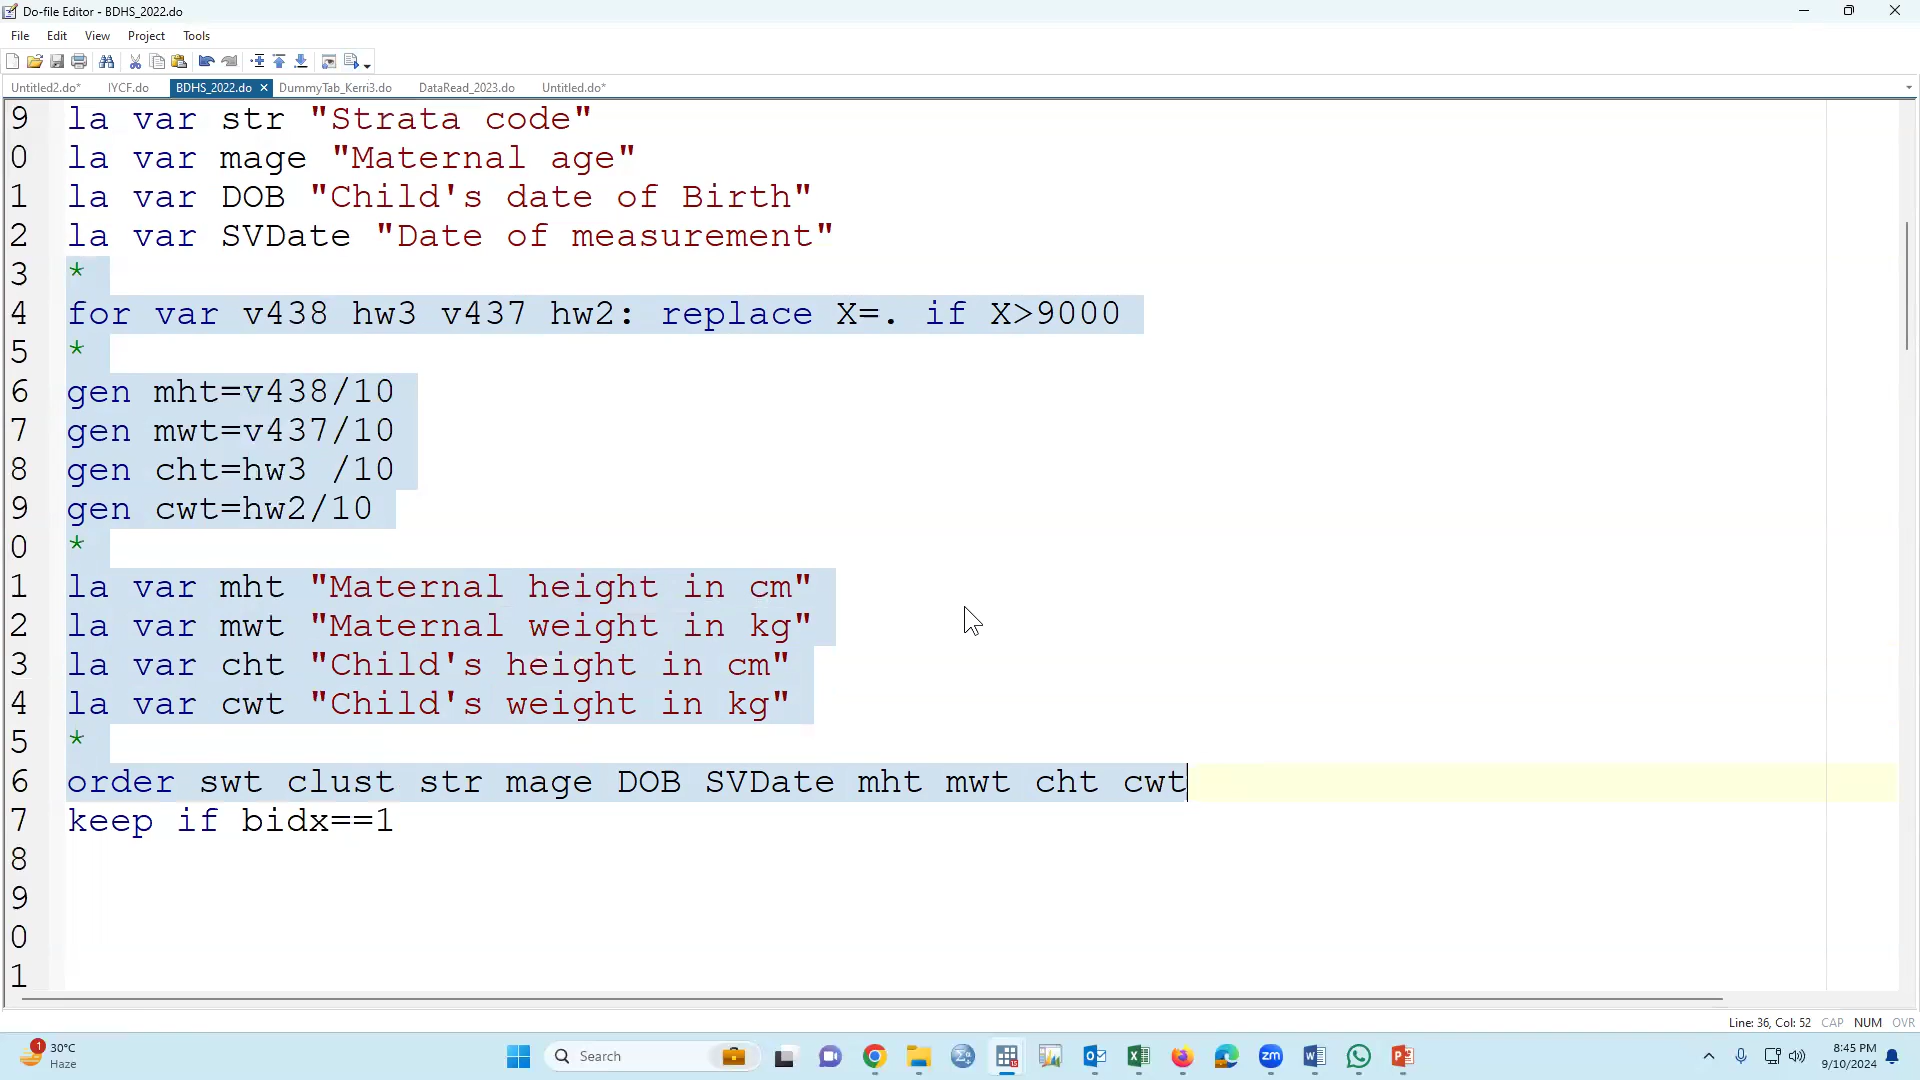 Do-file Editor - BDHS_2022.do
File Edit View Project Tools
Untitled2.do* IYCF.do BDHS_2022.do × DummyTab_Kerri3.do DataRead_2023.do Untitled.do*
9 la var str "Strata code"
0 la var mage "Maternal age"
1 la var DOB "Child's date of Birth"
2 la var SVDate "Date of measurement"
3 *
4 for var v438 hw3 v437 hw2: replace X=. if X>9000
5 *
6 gen mht=v438/10
7 gen mwt=v437/10
8 gen cht=hw3 /10
9 gen cwt=hw2/10
0 *
1 la var mht "Maternal height in cm"
2 la var mwt "Maternal weight in kg"
3 la var cht "Child's height in cm"
4 la var cwt "Child's weight in kg"
5 *
6 order swt clust str mage DOB SVDate mht mwt cht cwt
7 keep if bidx==1
8
9
0
1
Line: 36, Col: 52 CAP NUM OVR
1 30°C
Haze
Search
zm
8:45 PM
9/10/2024